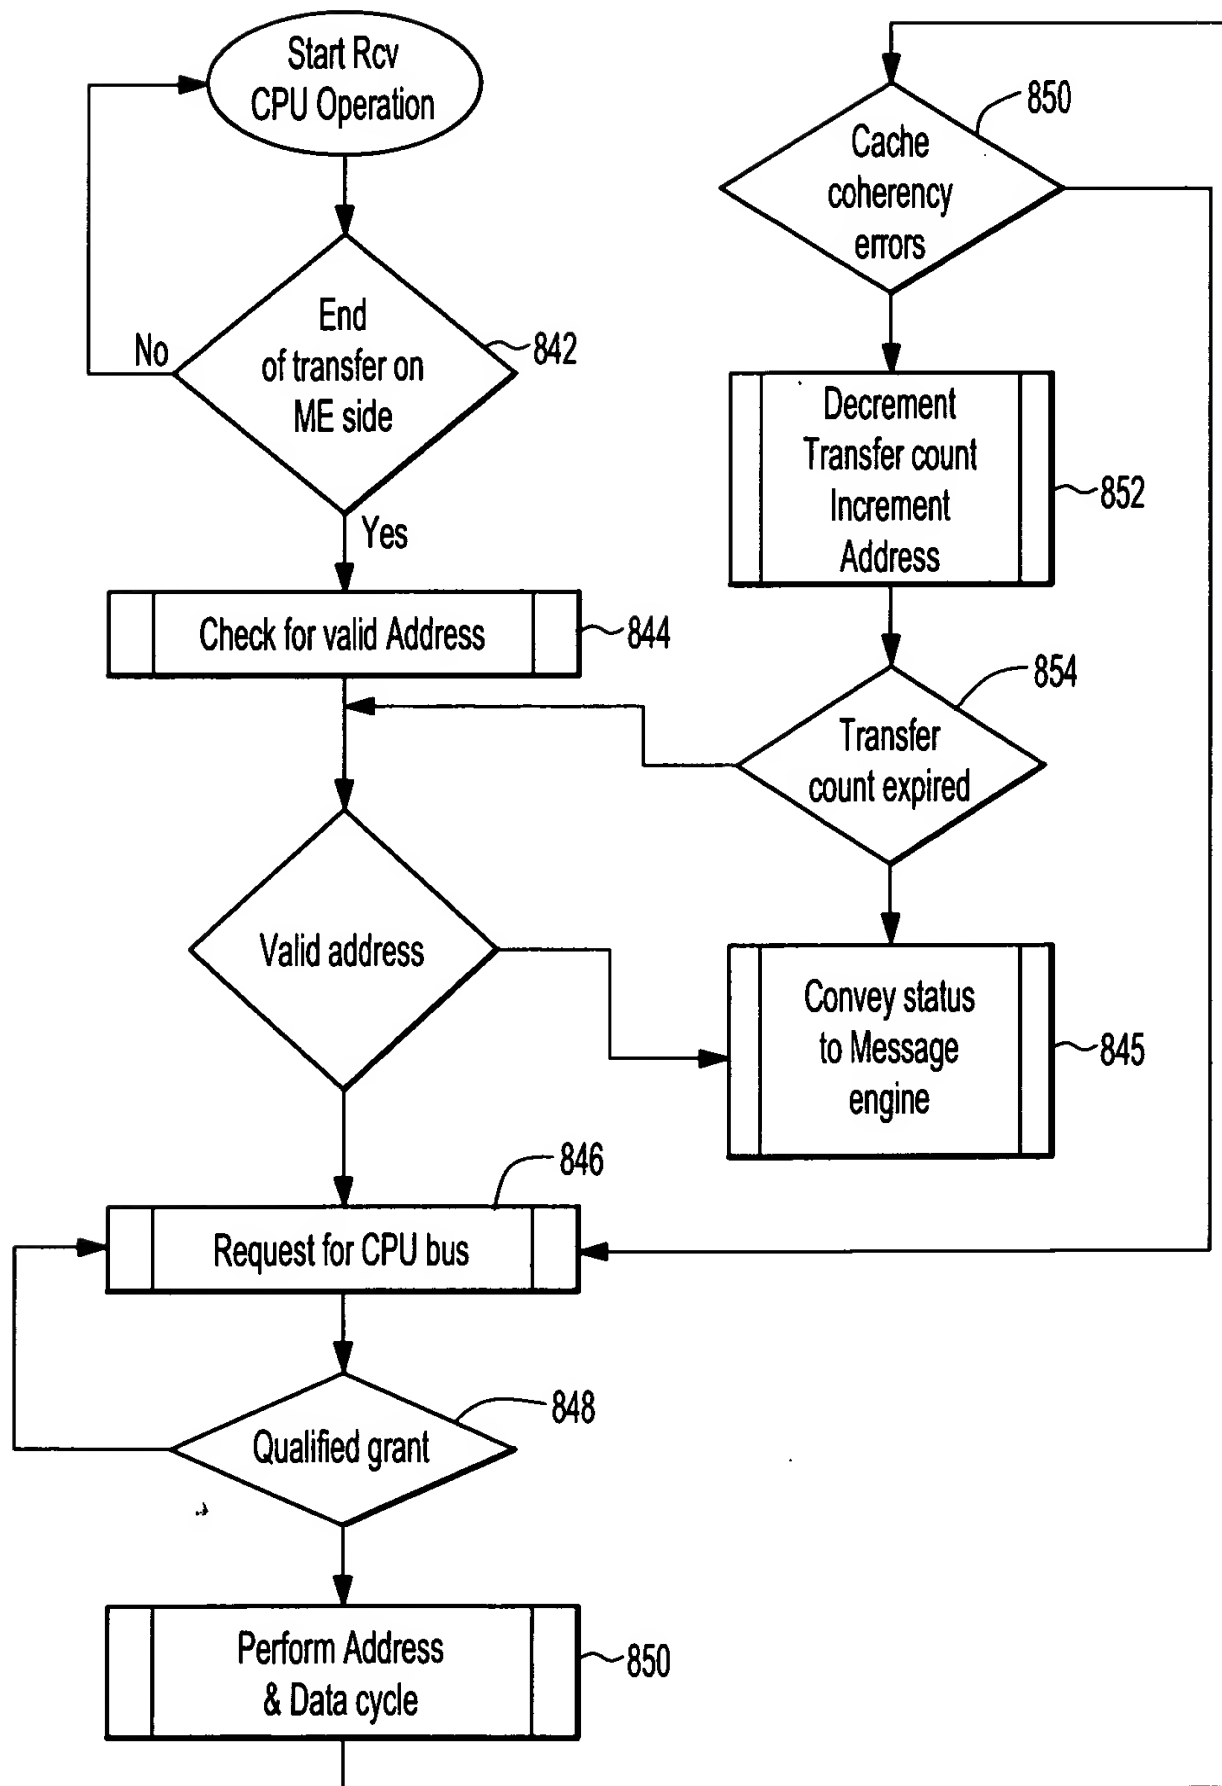 Start Rcv
CPU Operation
End
of transfer on
ME side
842
No
Yes
Check for valid Address
844
Valid address
846
Request for CPU bus
Qualified grant
848
Perform Address
& Data cycle
850
Cache
coherency
errors
850
Decrement
Transfer count
Increment
Address
852
Transfer
count expired
854
Convey status
to Message
engine
845